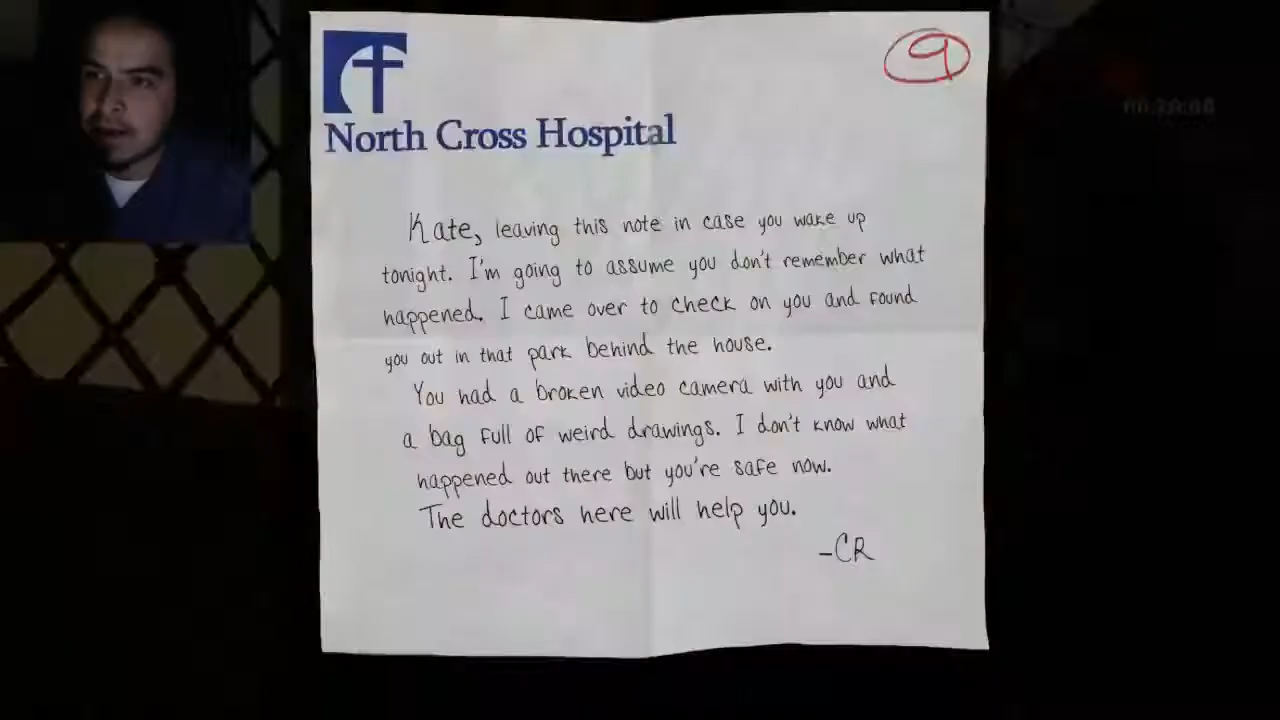 9
North Cross Hospital
00:20:08
Kate, leaving this note in case you wake up
tonight. I'm going to assume you don't remember what
happened. I came over to check on you and found
you out in that park behind the house.
You had a broken video camera with you and
a bag full of weird drawings. I don't know what
happened out there but you're safe now.
The doctors here will help you.
-CR